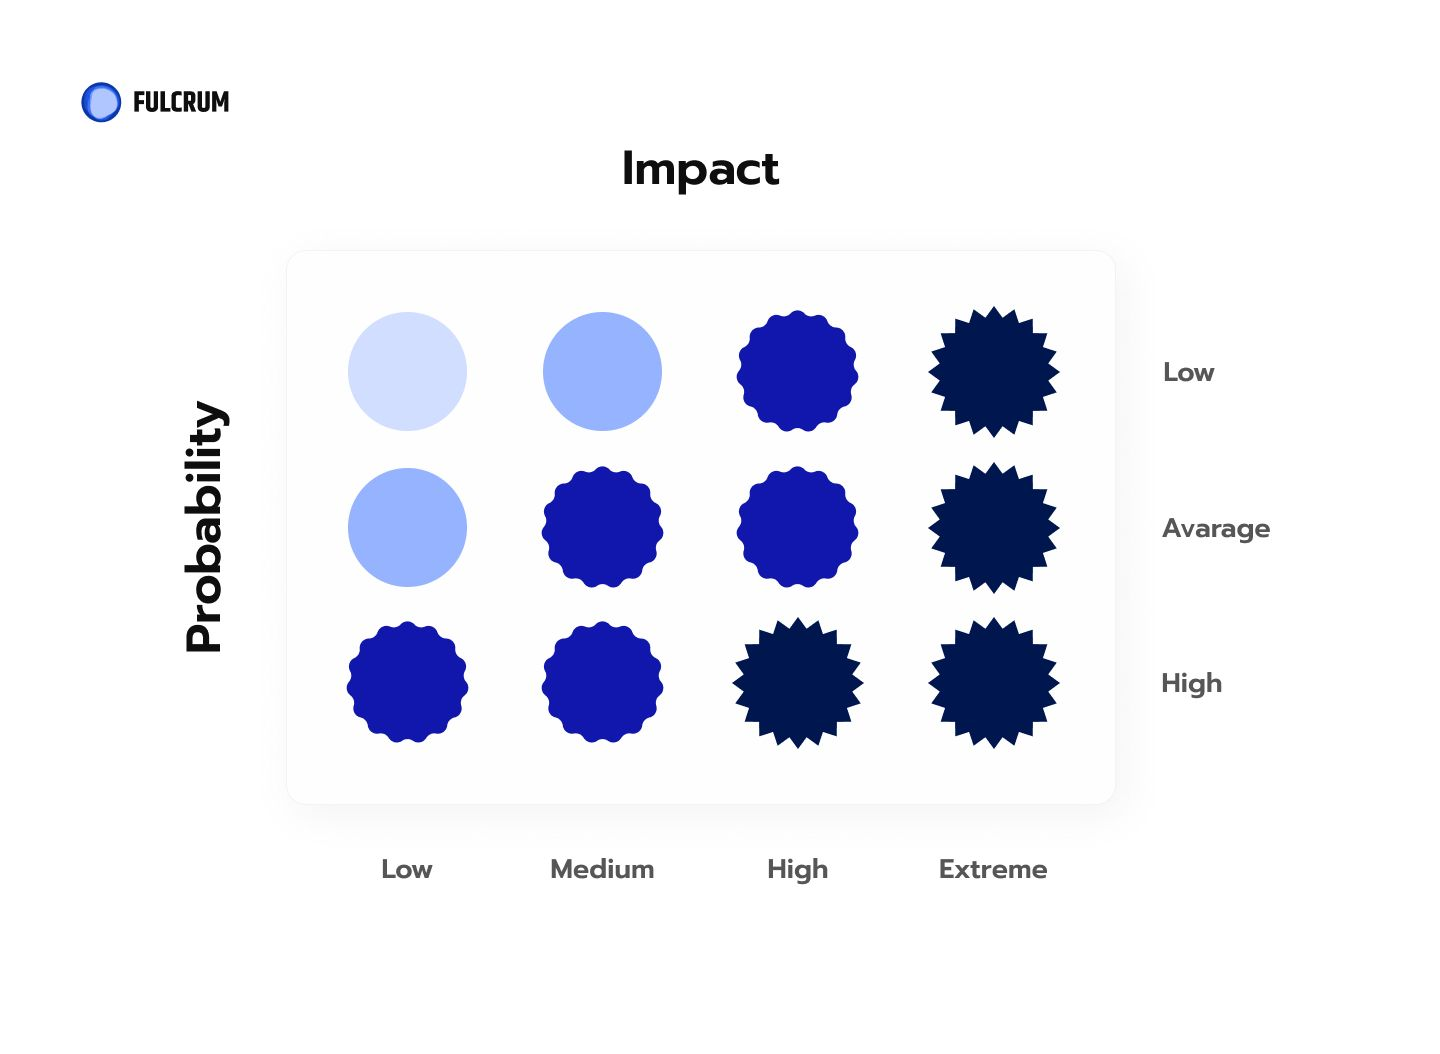 FULCRUM
Impact
Probability
Low
Avarage
High
Low Medium High Extreme